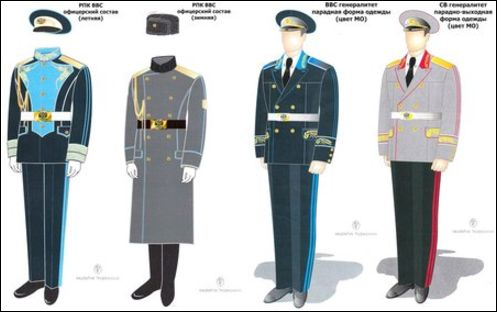 РПК ВВС
офицерский состав
(летняя)
РПК ВВС
офицерский состав
(зимняя)
ВВС генералитет
парадная форма одежды
(цвет МО)
СВ генералитет
парадно-выходная
форма одежды
(цвет МО)